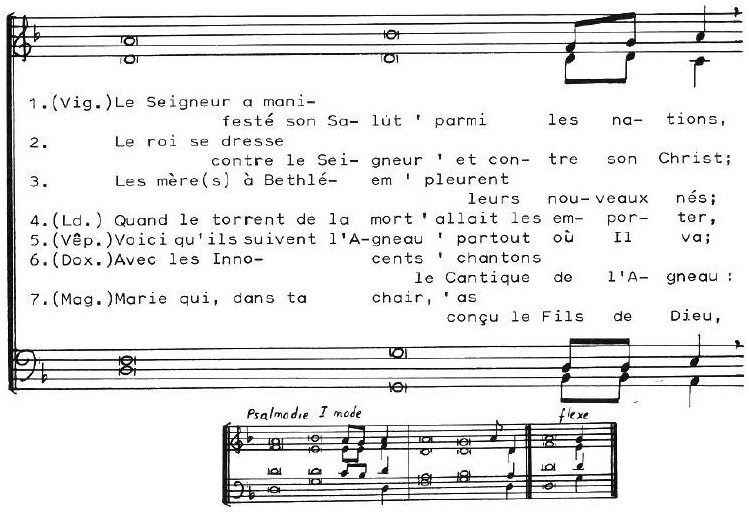 1.(Vig.)Le Seigneur a mani-
festé son Sa- lut ' parmi les na- tions,
2. Le roi se dresse
contre le Sei- gneur ' et con- tre son Christ;
3. Les mère(s) à Bethlé- em ' pleurent
leurs nou- veaux nés;
4.(Ld.) Quand le torrent de la mort ' allait les em- por- ter,
5.(Vêp.)Voici qu'ils suivent l'A-gneau ' partout où Il va;
6.(Dox.)Avec les Inno- cents ' chantons
le Cantique de l'A- gneau :
7.(Mag.)Marie qui, dans ta chair, ' as
conçu le Fils de Dieu,
Psalmodie I mode flexe